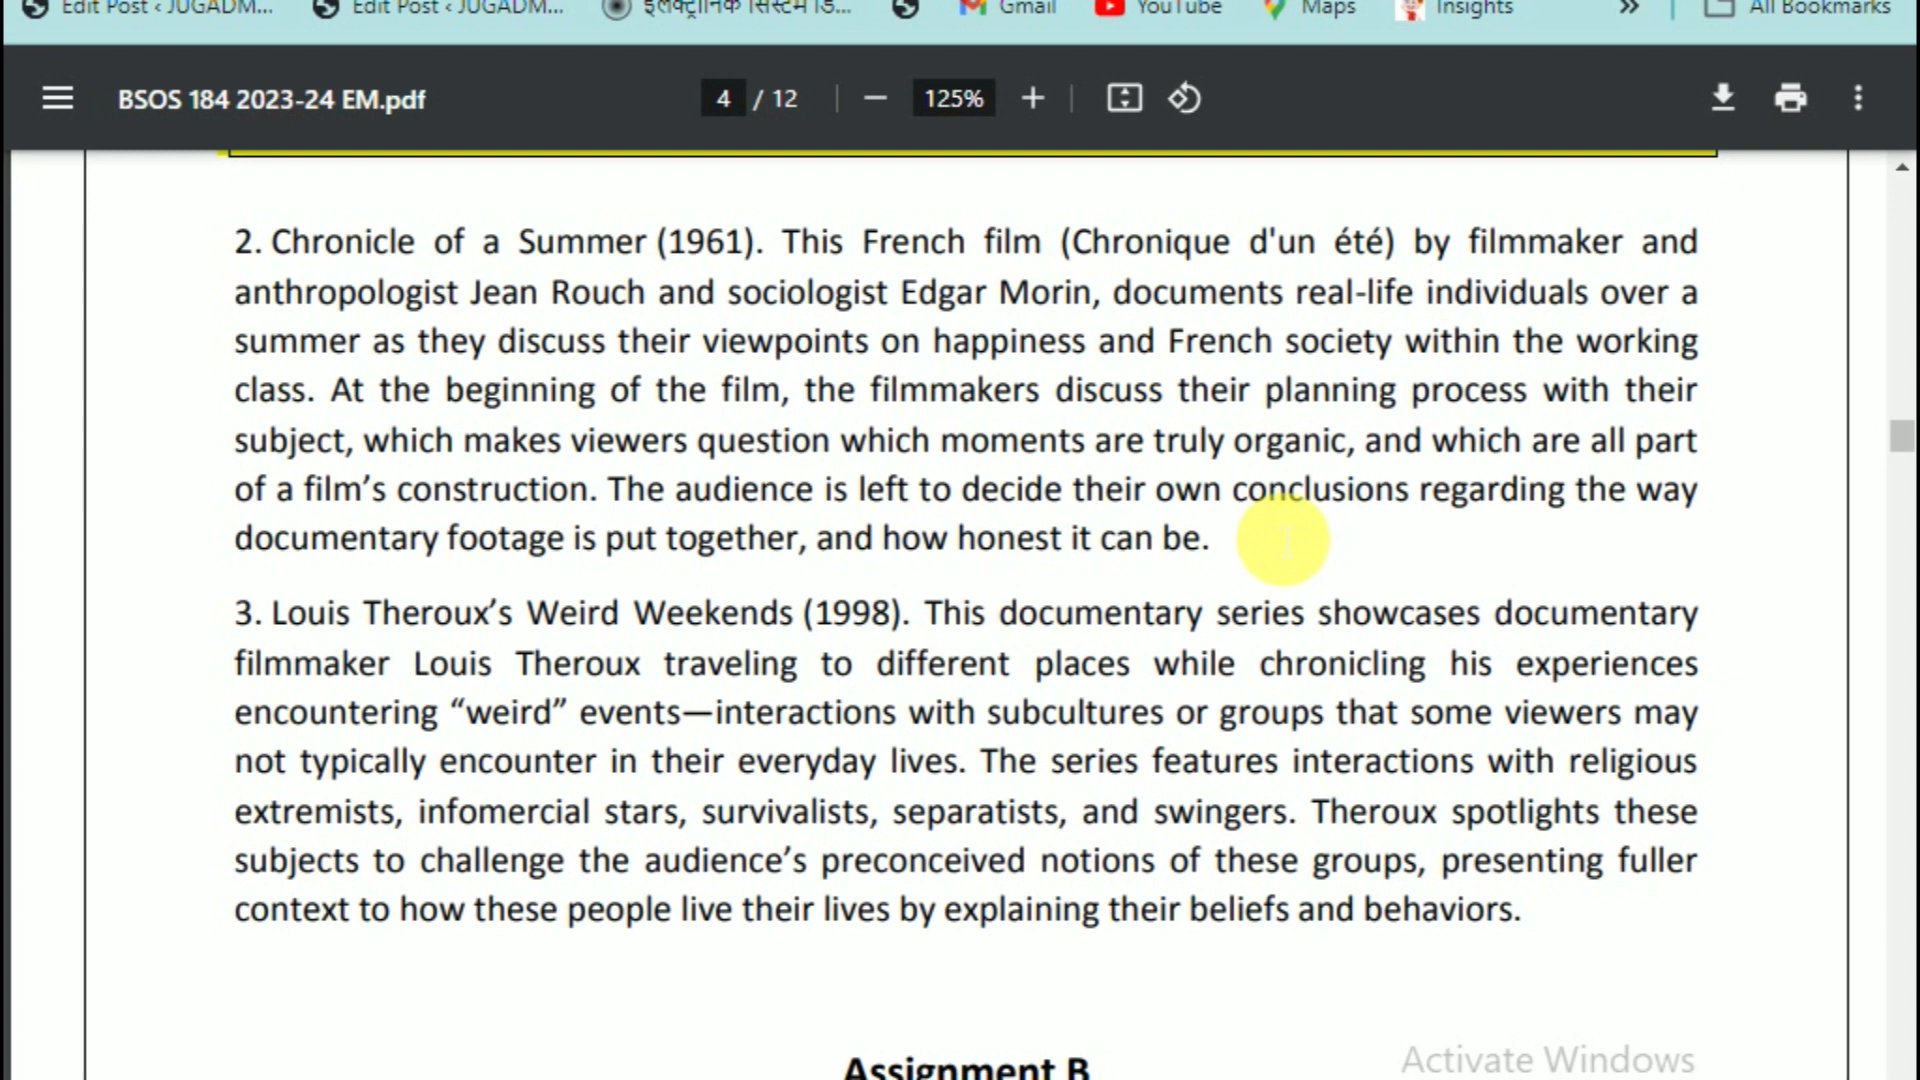 Edit Post ‹ JUGADM...
Edit Post ‹ JUGADM...
इलेक्ट्रॉनिक सिस्टम डि...
Gmail
YouTube
Maps
Insights
»
All Bookmarks
BSOS 184 2023-24 EM.pdf
4 / 12
125%
2. Chronicle of a Summer (1961). This French film (Chronique d'un été) by filmmaker and
anthropologist Jean Rouch and sociologist Edgar Morin, documents real-life individuals over a
summer as they discuss their viewpoints on happiness and French society within the working
class. At the beginning of the film, the filmmakers discuss their planning process with their
subject, which makes viewers question which moments are truly organic, and which are all part
of a film’s construction. The audience is left to decide their own conclusions regarding the way
documentary footage is put together, and how honest it can be.
3. Louis Theroux’s Weird Weekends (1998). This documentary series showcases documentary
filmmaker Louis Theroux traveling to different places while chronicling his experiences
encountering “weird” events—interactions with subcultures or groups that some viewers may
not typically encounter in their everyday lives. The series features interactions with religious
extremists, infomercial stars, survivalists, separatists, and swingers. Theroux spotlights these
subjects to challenge the audience’s preconceived notions of these groups, presenting fuller
context to how these people live their lives by explaining their beliefs and behaviors.
Assignment B
Activate Windows